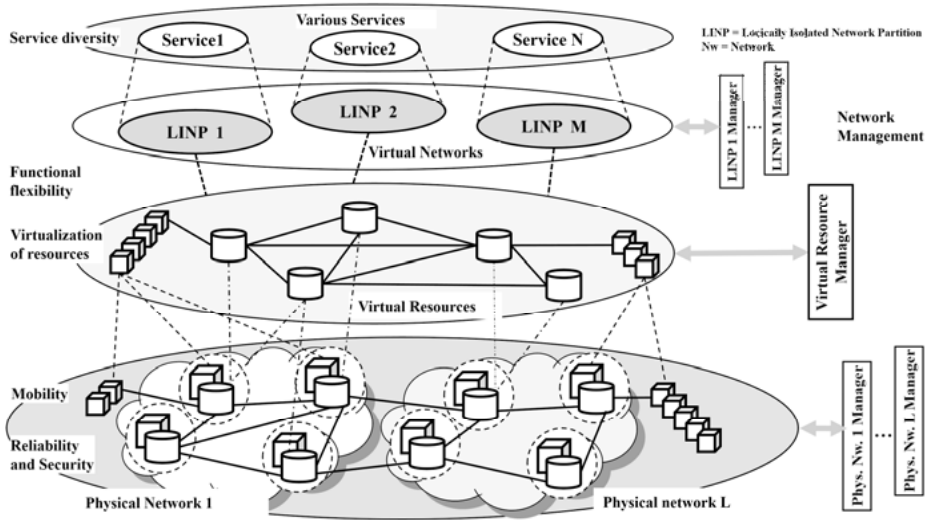 Various Services
Service diversity
Service1
Service2
Service N
LINP = Locically Isolated Network Partition
Nw = Network
LINP 1
LINP 2
LINP M
Virtual Networks
LINP 1 Manager
...
LINP M Manager
Network
Management
Functional
flexibility
Virtualization
of resources
Virtual Resources
Virtual Resource
Manager
Mobility
Reliability
and Security
Physical Network 1
Physical network L
Phys. Nw. 1 Manager
...
Phys. Nw. L Manager